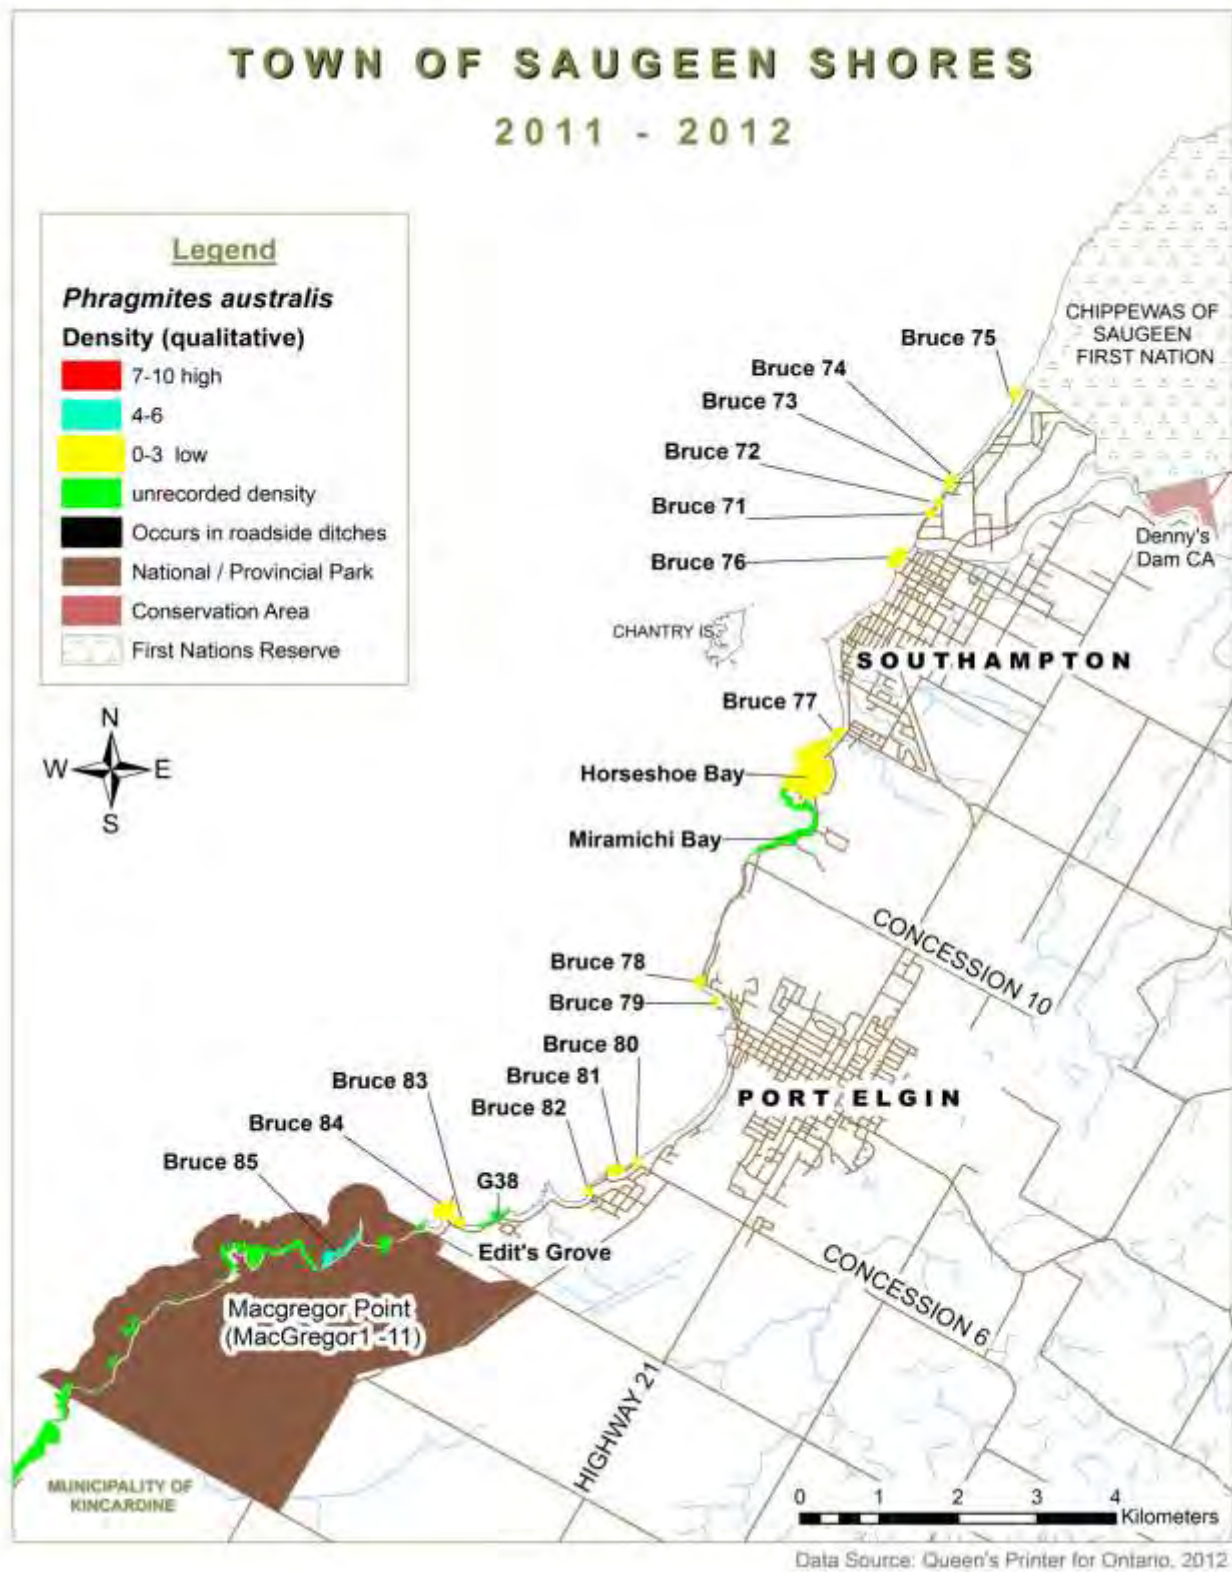 TOWN OF SAUGEEN SHORES
2011 - 2012
Legend
Phragmites australis
Density (qualitative)
7-10 high
4-6
0-3 low
unrecorded density
Occurs in roadside ditches
National / Provincial Park
Conservation Area
First Nations Reserve
N
W E
S
CHIPPEWAS OF
SAUGEEN
FIRST NATION
Bruce 75
Bruce 74
Bruce 73
Bruce 72
Bruce 71
Bruce 76
Denny's
Dam CA
CHANTRY IS
SOUTHAMPTON
Bruce 77
Horseshoe Bay
Miramichi Bay
CONCESSION 10
Bruce 78
Bruce 79
Bruce 80
Bruce 81
Bruce 82
PORT ELGIN
Bruce 83
Bruce 84
Bruce 85
G38
Edit's Grove
CONCESSION 6
Macgregor Point
(MacGregor1 -11)
HIGHWAY 21
MUNICIPALITY OF
KINCARDINE
0 1 2 3 4
Kilometers
Data Source: Queen's Printer for Ontario, 2012